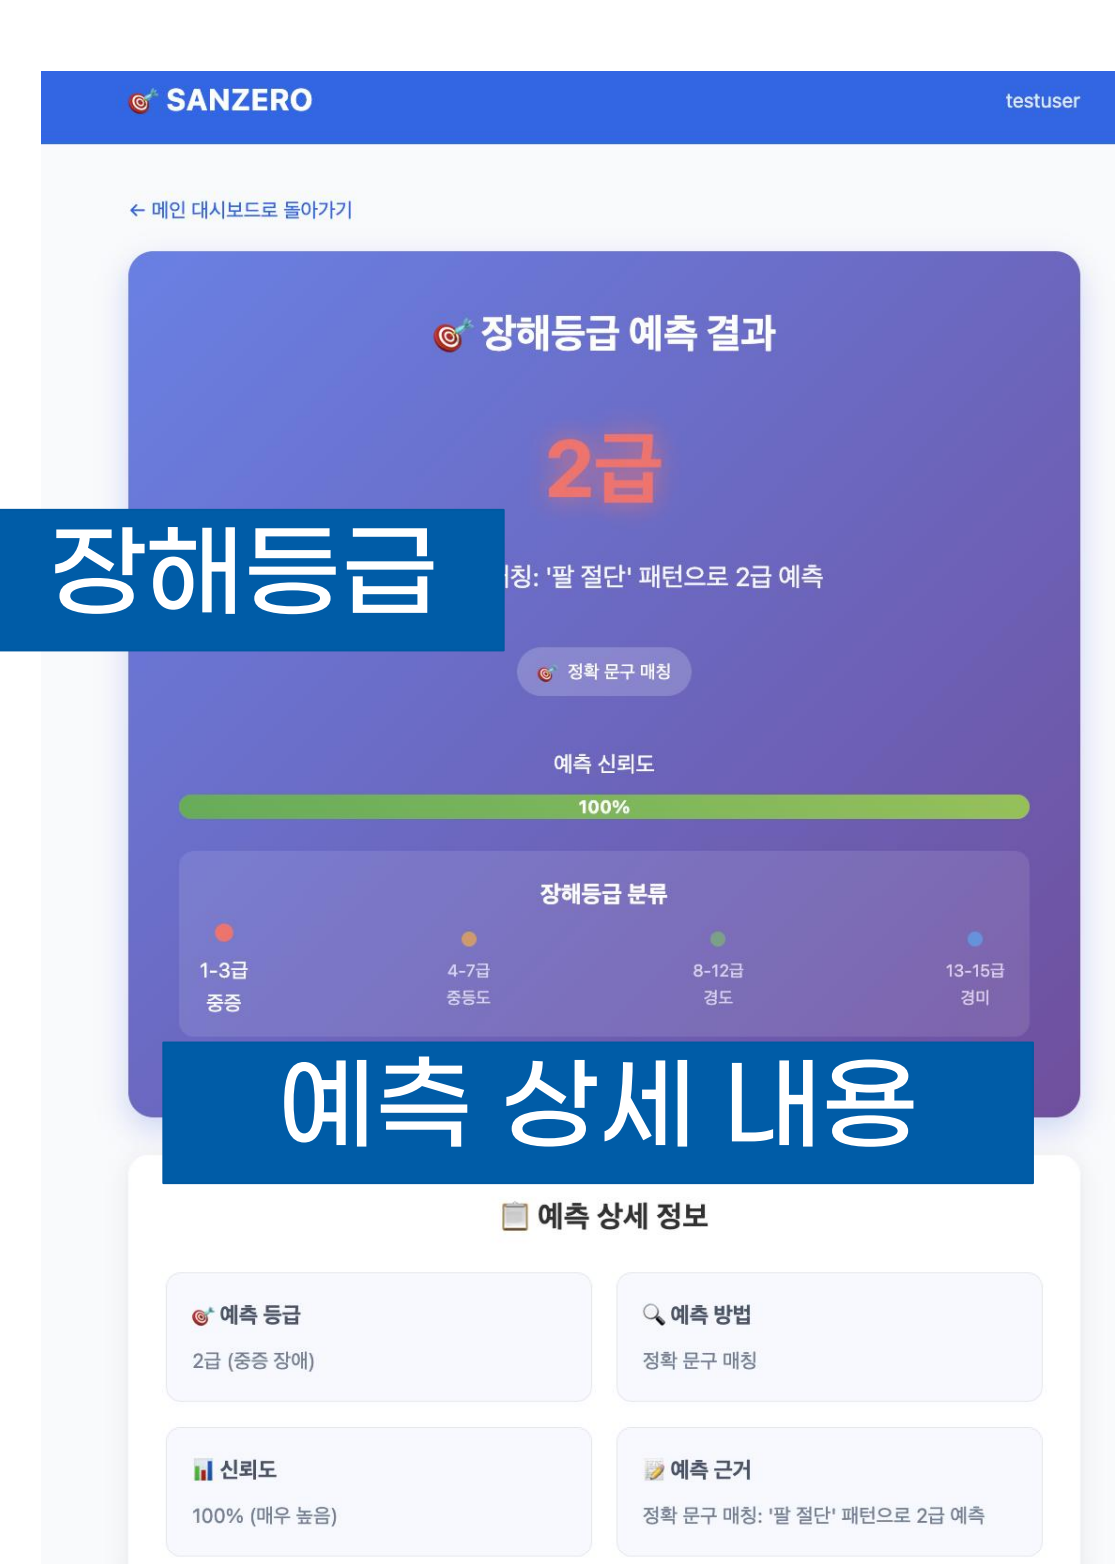 SANZERO
testuser
← 메인 대시보드로 돌아가기
장해등급 예측 결과
2급
장해등급
칭: '팔 절단' 패턴으로 2급 예측
정확 문구 매칭
예측 신뢰도
100%
장해등급 분류
1-3급
중증
4-7급
중등도
8-12급
경도
13-15급
경미
예측 상세 내용
예측 상세 정보
예측 등급
2급 (중증 장애)
예측 방법
정확 문구 매칭
신뢰도
100% (매우 높음)
예측 근거
정확 문구 매칭: '팔 절단' 패턴으로 2급 예측